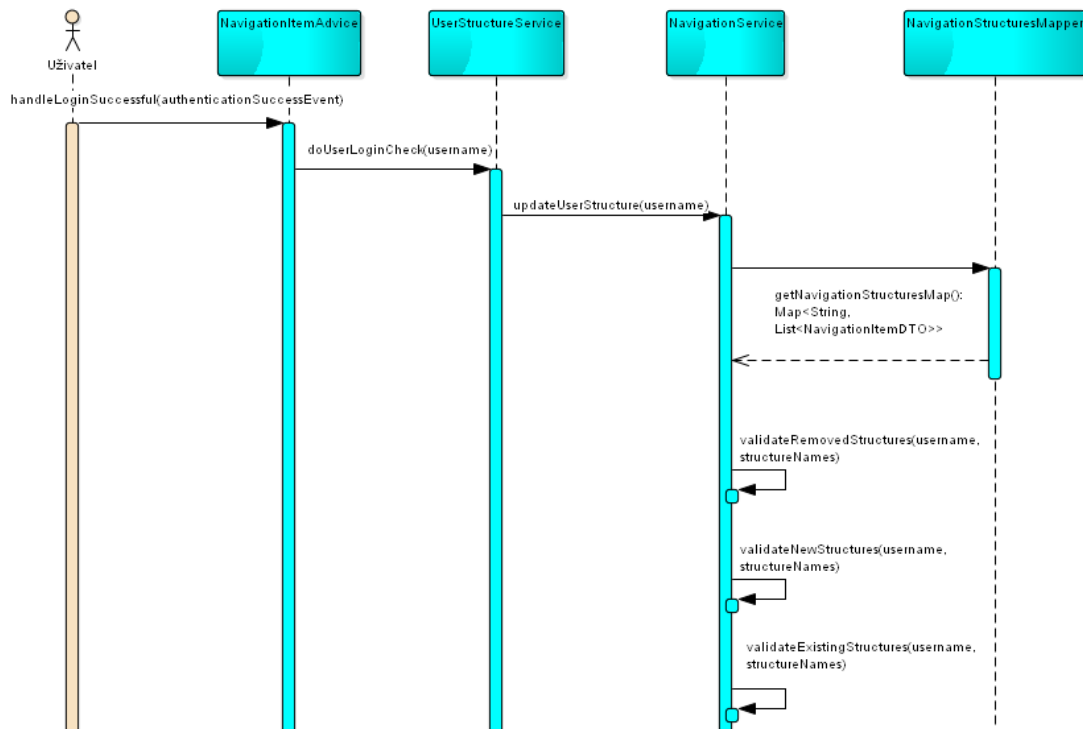 NavigationItemAdvice
UserStructureService
NavigationService
NavigationStructuresMapper
Uživatel
handleLoginSuccessful(authenticationSuccessEvent)
doUserLoginCheck(username)
updateUserStructure(username)
getNavigationStructuresMap():
Map<String,
List<NavigationItemDTO>>
validateRemovedStructures(username,
structureNames)
validateNewStructures(username,
structureNames)
validateExistingStructures(username,
structureNames)